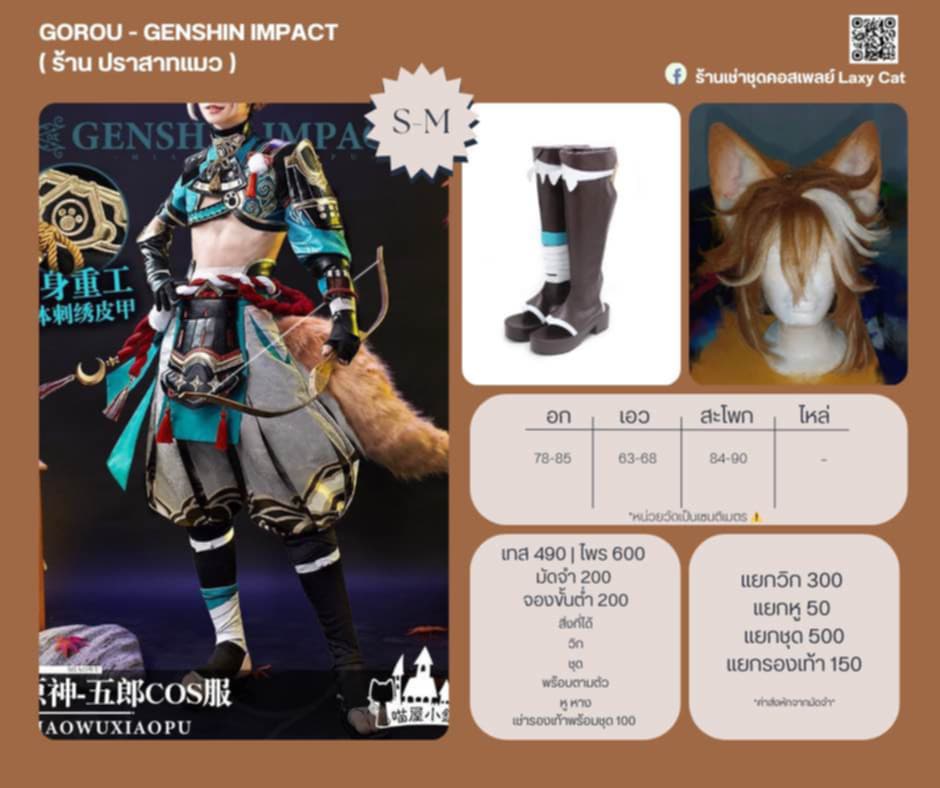 GOROU - GENSHIN IMPACT
( ร้าน ปราสาทแมว )
ร้านเช่าชุดคอสเพลย์ Laxy Cat
S-M
GENSHIN IMPAC
身重工
体刺绣皮甲
原神-五郎COS服
IAOWUXIAOPU
喵屋小
อก เอว สะโพก ไหล่
78-85 63-68 84-90 -
*หน่วยวัดเป็นเซนติเมตร ⚠️
เทส 490 | ไพร 600
มัดจำ 200
จองขั้นต่ำ 200
สิ่งที่ได้
วิก
ชุด
พร็อบตามตัว
หู หาง
เช่ารองเท้าพร้อมชุด 100
แยกวิก 300
แยกหู 50
แยกชุด 500
แยกรองเท้า 150
*ค่าส่งหักจากมัดจำ*